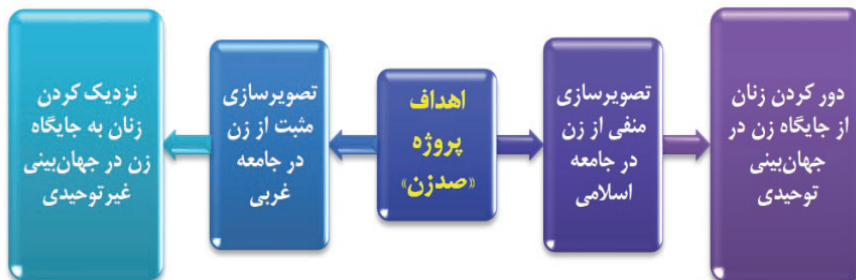 دور کردن زنان
از جایگاه زن در
جهان‌بینی
توحیدی
تصویرسازی
منفی از زن
در جامعه
اسلامی
اهداف
پروژه
«صدزن»
تصویرسازی
مثبت از زن
در جامعه
غربی
نزدیک کردن
زنان به جایگاه
زن در جهان‌بینی
غیرتوحیدی